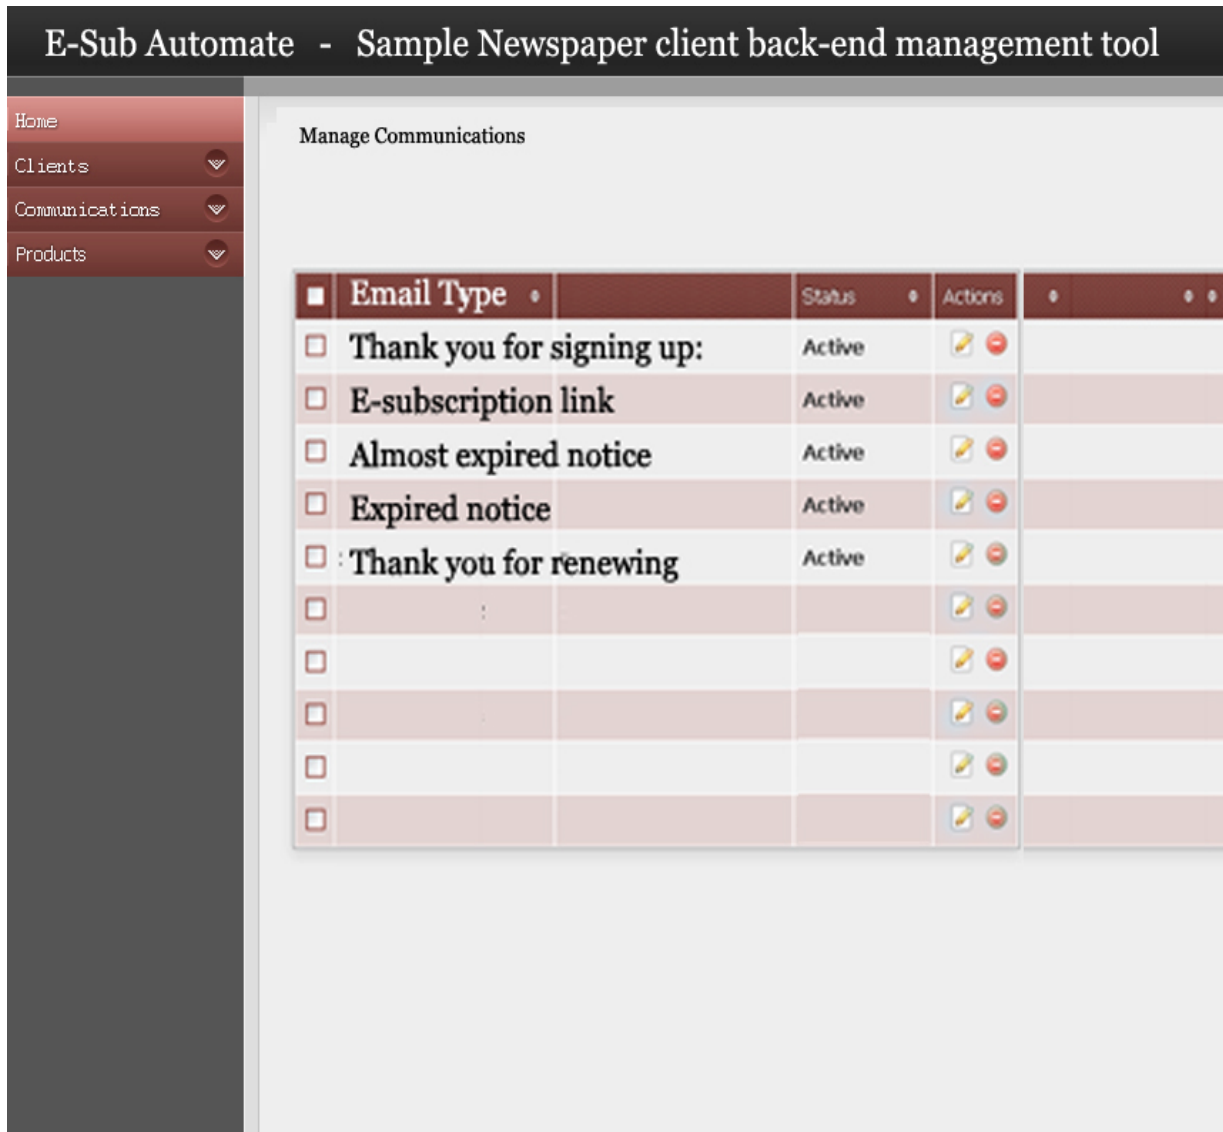 E-Sub Automate - Sample Newspaper client back-end management tool
Home
Clients
Communications
Products
Manage Communications
Email Type Status Actions
Thank you for signing up: Active
E-subscription link Active
Almost expired notice Active
Expired notice Active
Thank you for renewing Active